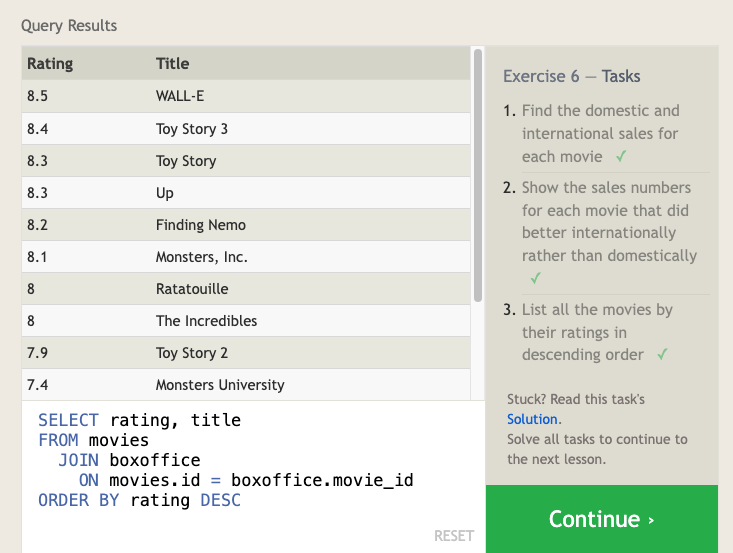 Query Results
Rating Title
8.5 WALL-E
8.4 Toy Story 3
8.3 Toy Story
8.3 Up
8.2 Finding Nemo
8.1 Monsters, Inc.
8 Ratatouille
8 The Incredibles
7.9 Toy Story 2
7.4 Monsters University
SELECT rating, title
FROM movies
  JOIN boxoffice
    ON movies.id = boxoffice.movie_id
ORDER BY rating DESC
RESET
Exercise 6 — Tasks
1. Find the domestic and
international sales for
each movie ✓
2. Show the sales numbers
for each movie that did
better internationally
rather than domestically
✓
3. List all the movies by
their ratings in
descending order ✓
Stuck? Read this task's
Solution.
Solve all tasks to continue to
the next lesson.
Continue ›